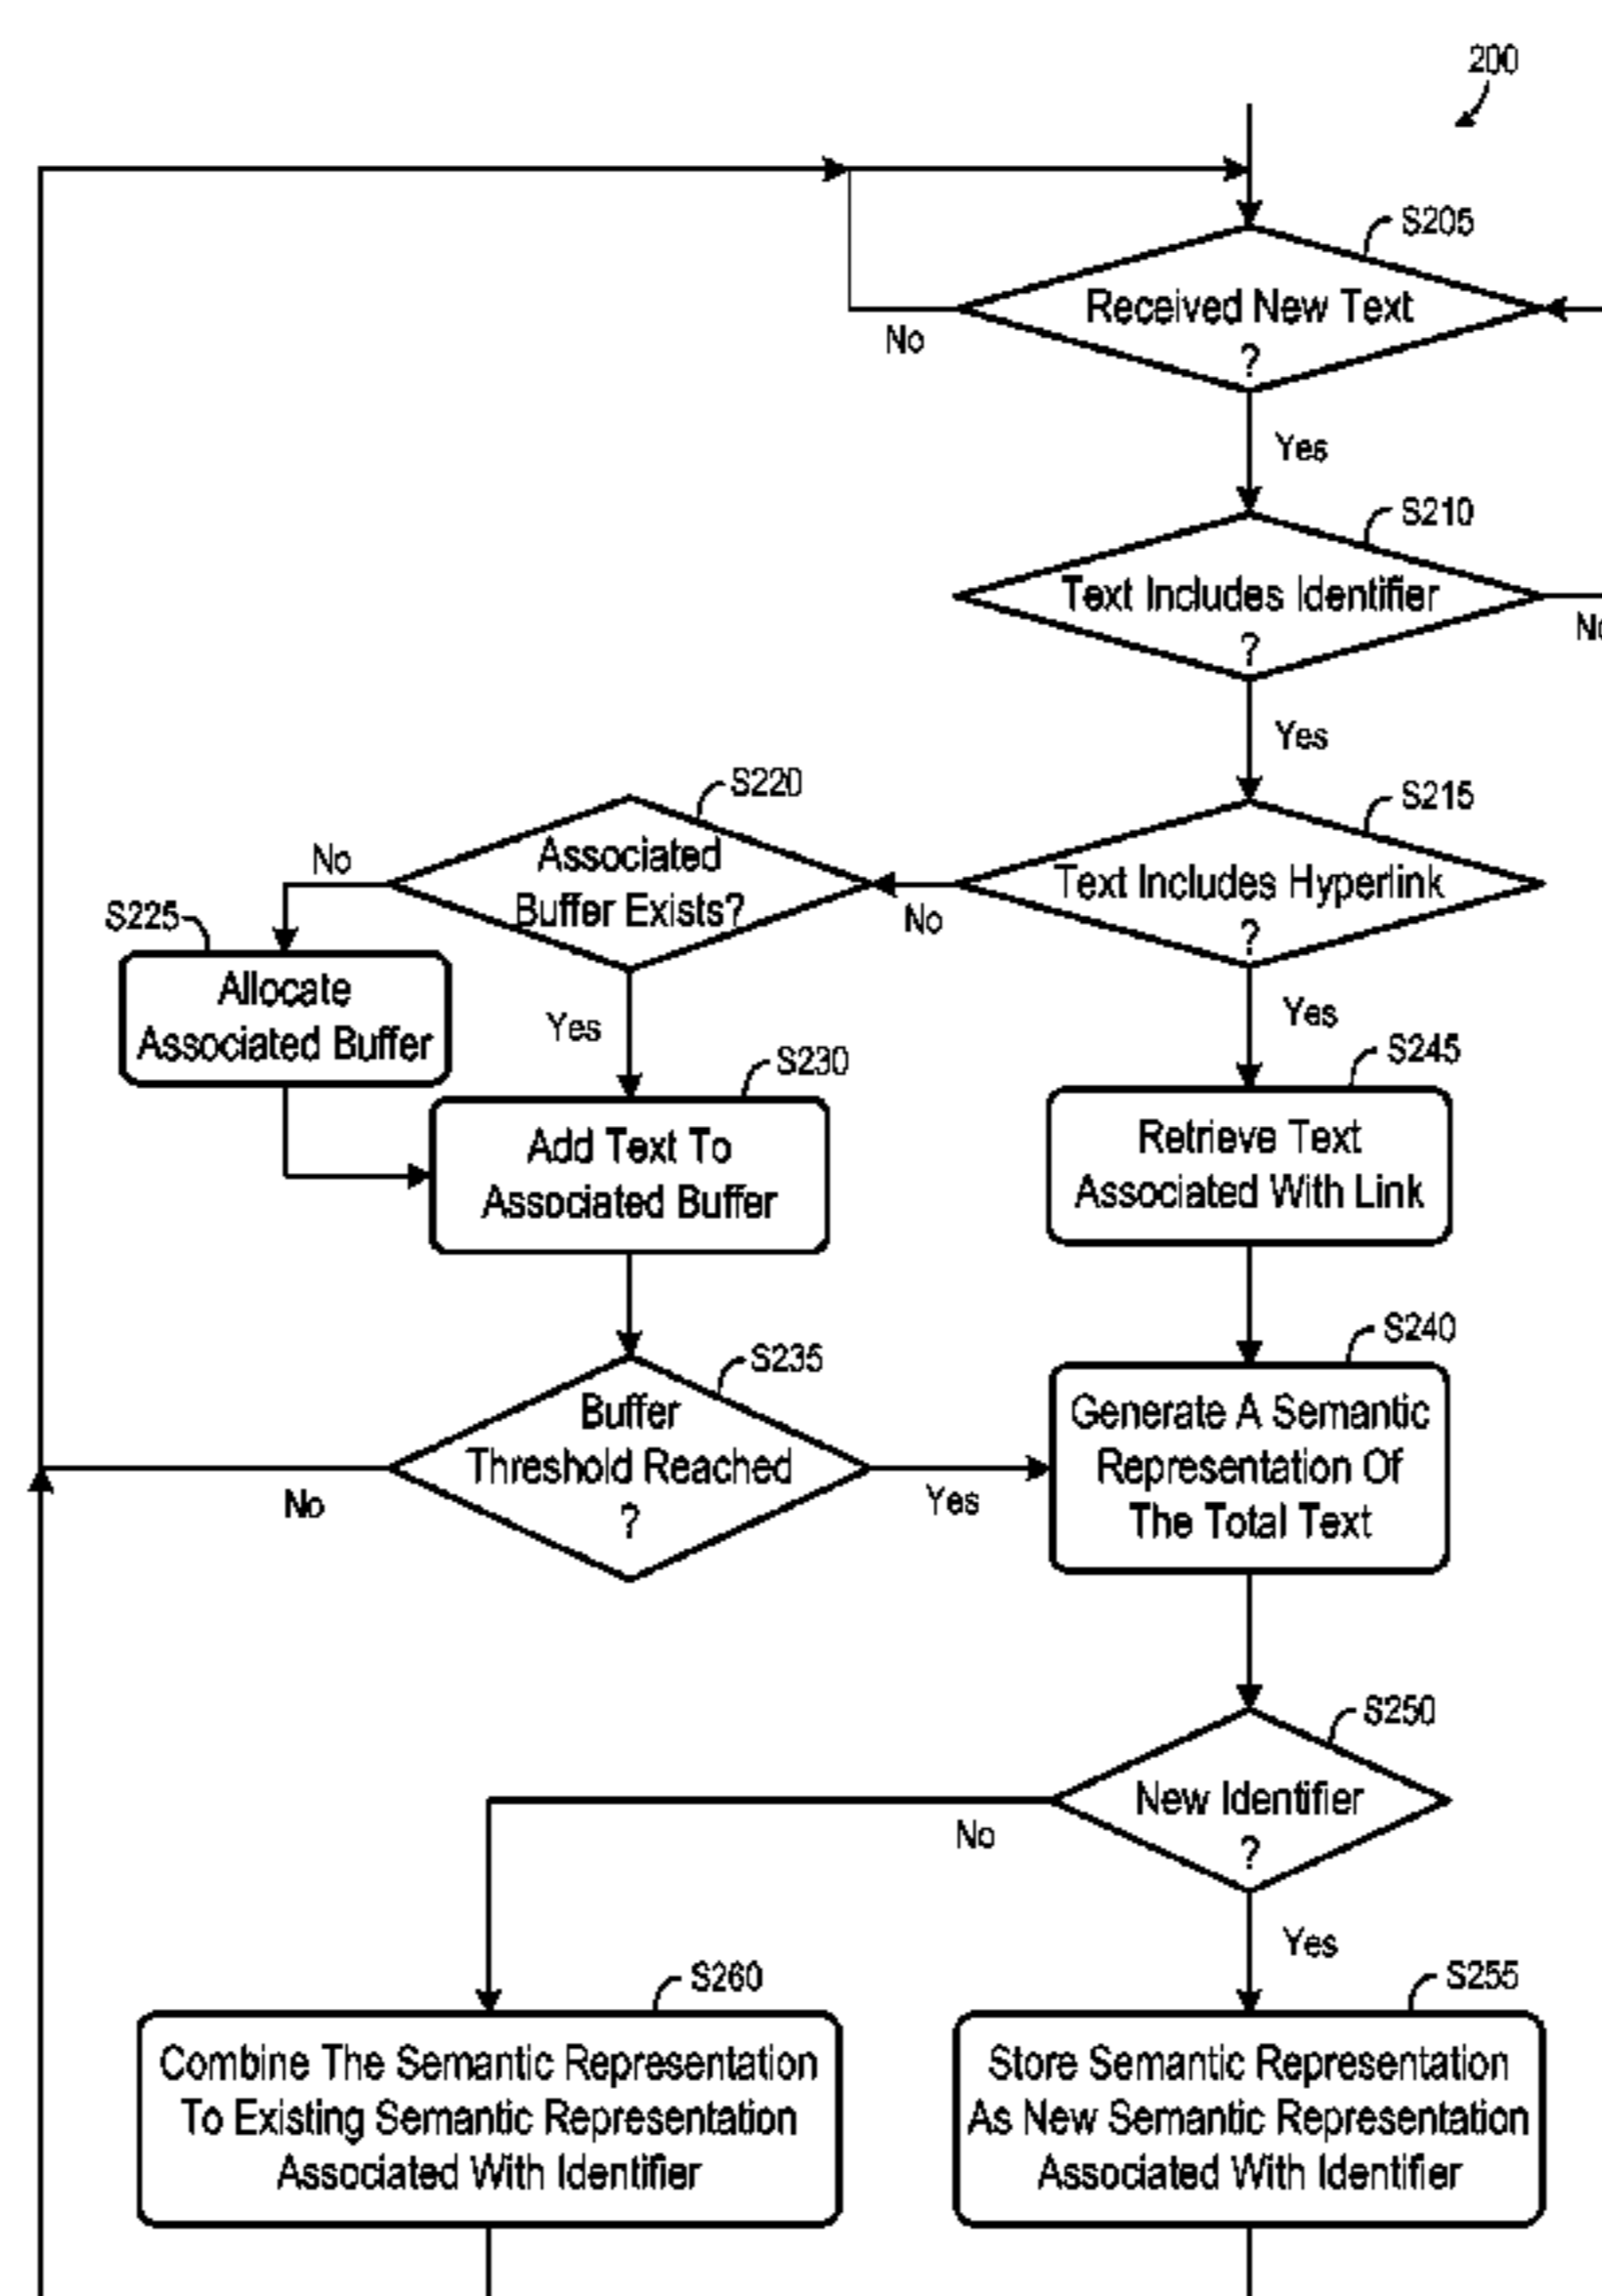 200
S205
Received New Text
?
No
Yes
S210
Text Includes Identifier
?
No
Yes
S215
Text Includes Hyperlink
?
No
Yes
S220
Associated
Buffer Exists?
No
Yes
S225
Allocate
Associated Buffer
S230
Add Text To
Associated Buffer
S245
Retrieve Text
Associated With Link
S235
Buffer
Threshold Reached
?
No
Yes
S240
Generate A Semantic
Representation Of
The Total Text
S250
New Identifier
?
No
Yes
S260
Combine The Semantic Representation
To Existing Semantic Representation
Associated With Identifier
S255
Store Semantic Representation
As New Semantic Representation
Associated With Identifier